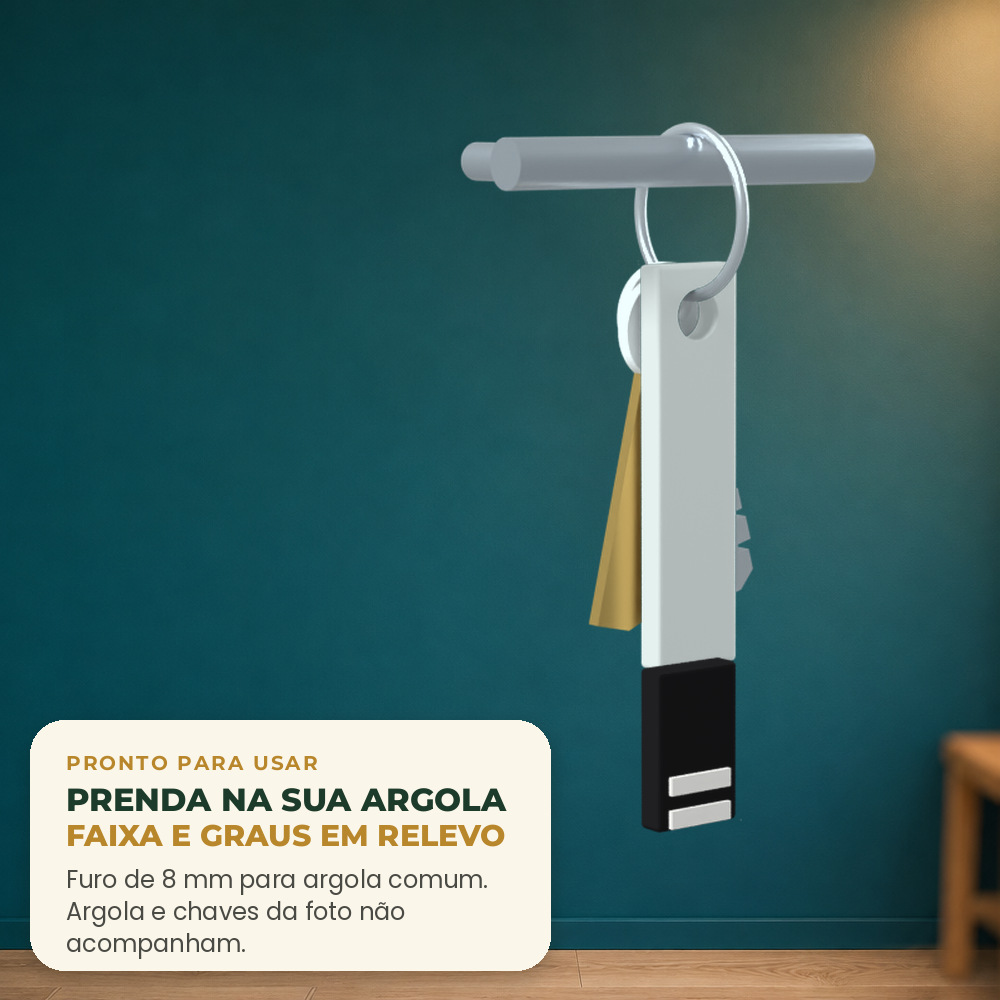 PRONTO PARA USAR
PRENDA NA SUA ARGOLA
FAIXA E GRAUS EM RELEVO
Furo de 8 mm para argola comum.
Argola e chaves da foto não
acompanham.